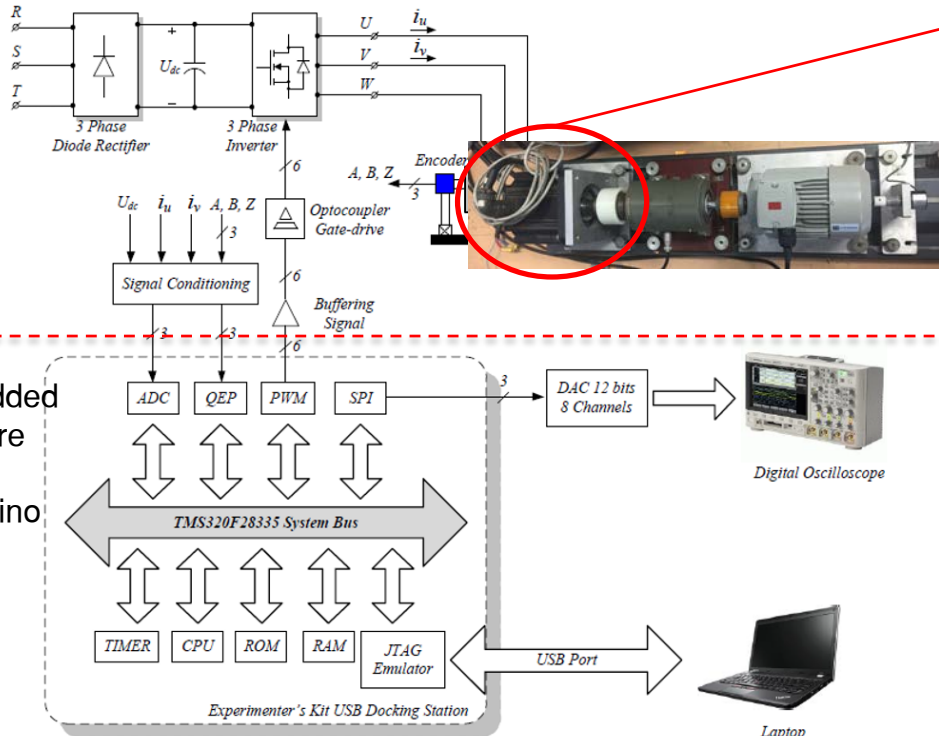 R
S
T
+
U_dc
−
3 Phase
Diode Rectifier
3 Phase
Inverter
U
V
W
i_u
i_v
6
Encoder
A, B, Z
3
Optocoupler
Gate-drive
6
Buffering
Signal
6
U_dc
i_u
i_v
A, B, Z
3
Signal Conditioning
3
3
ADC
QEP
PWM
SPI
3
DAC 12 bits
8 Channels
Digital Oscilloscope
dded
re
ino
TMS320F28335 System Bus
TIMER
CPU
ROM
RAM
JTAG
Emulator
USB Port
Experimenter's Kit USB Docking Station
Laptop